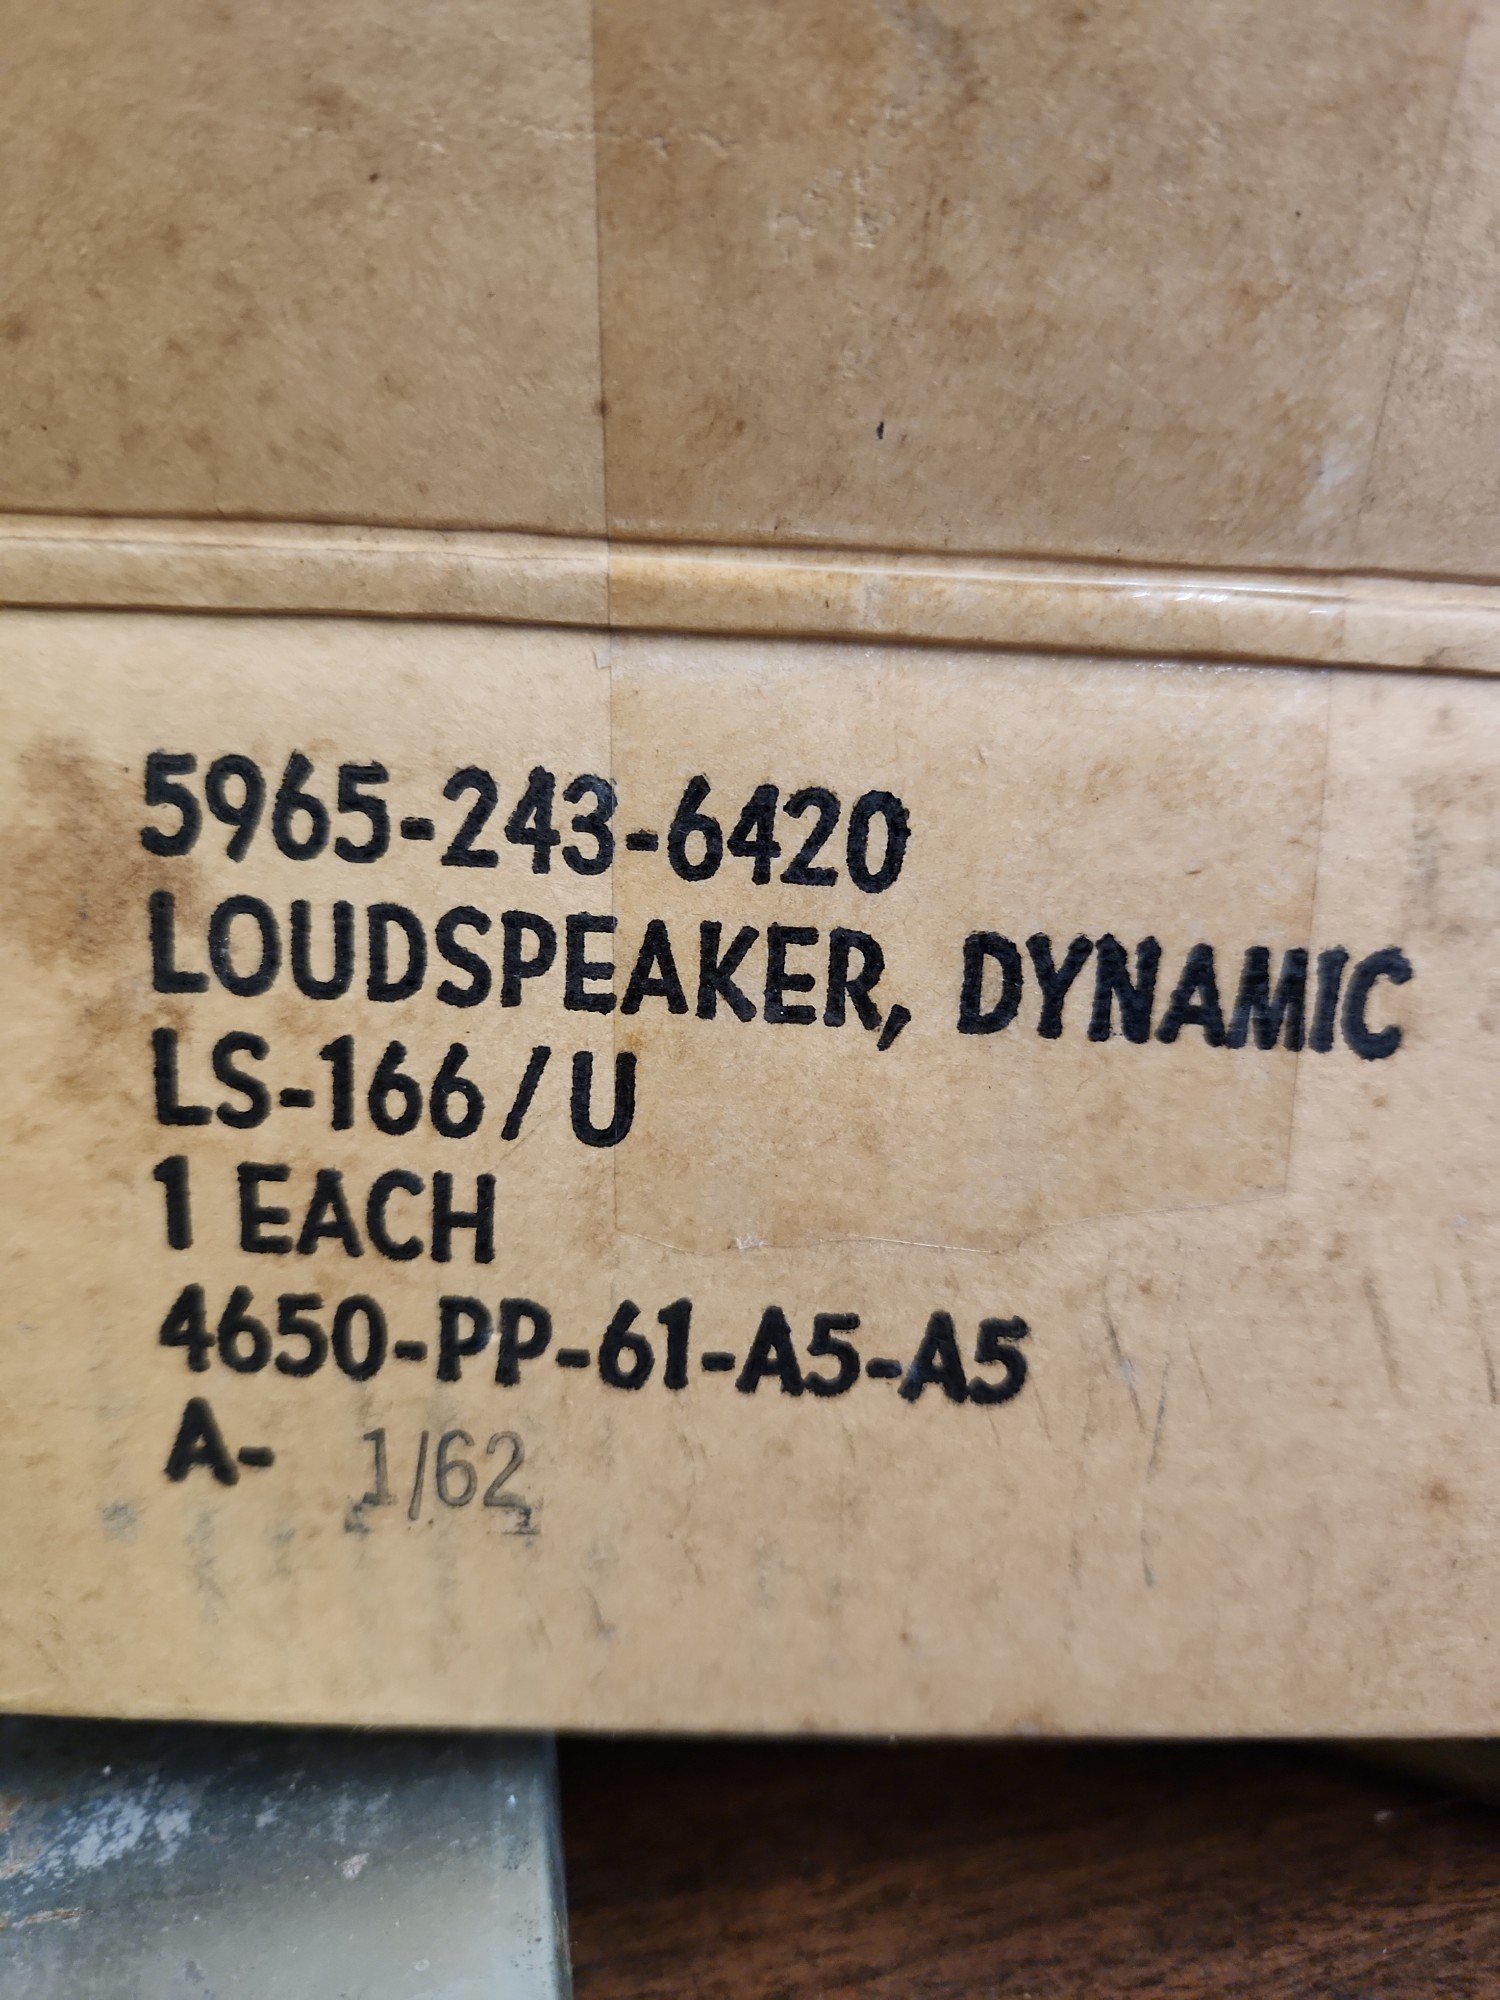 5965-243-6420
LOUDSPEAKER, DYNAMIC
LS-166/U
1 EACH
4650-PP-61-A5-A5
A- 1/62